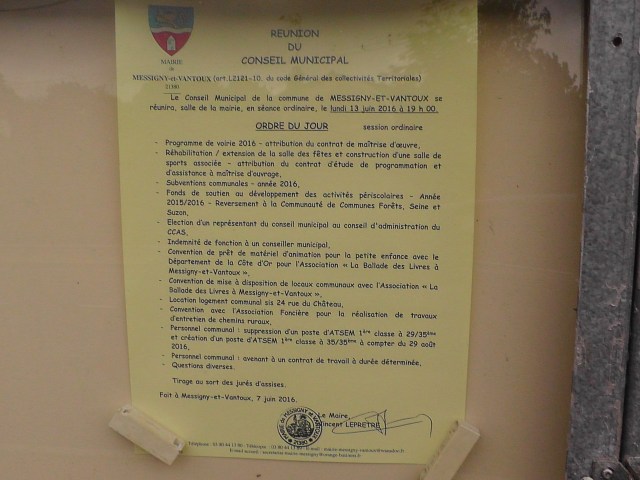 REUNION
DU
CONSEIL MUNICIPAL
MAIRIE
de
MESSIGNY-et-VANTOUX (art.L2121-10. du code Général des collectivités Territoriales)
21380
Le Conseil Municipal de la commune de MESSIGNY-ET-VANTOUX se
réunira, salle de la mairie, en séance ordinaire, le lundi 13 juin 2016 à 19 h 00.
ORDRE DU JOUR session ordinaire
- Programme de voirie 2016 – attribution du contrat de maîtrise d'œuvre,
- Réhabilitation / extension de la salle des fêtes et construction d'une salle de
sports associée – attribution du contrat d'étude de programmation et
d'assistance à maîtrise d'ouvrage,
- Subventions communales – année 2016,
- Fonds de soutien au développement des activités périscolaires – Année
2015/2016 – Reversement à la Communauté de Communes Forêts, Seine et
Suzon,
- Election d'un représentant du conseil municipal au conseil d'administration du
CCAS,
- Indemnité de fonction à un conseiller municipal,
- Convention de prêt de matériel d'animation pour la petite enfance avec le
Département de la Côte d'Or pour l'Association « La Ballade des Livres à
Messigny-et-Vantoux »,
- Convention de mise à disposition de locaux communaux avec l'Association « La
Ballade des Livres à Messigny-et-Vantoux »,
- Location logement communal sis 24 rue du Château,
- Convention avec l'Association Foncière pour la réalisation de travaux
d'entretien de chemins ruraux,
- Personnel communal : suppression d'un poste d'ATSEM 1ère classe à 29/35ème
et création d'un poste d'ATSEM 1ère classe à 35/35ème à compter du 29 août
2016,
- Personnel communal : avenant à un contrat de travail à durée déterminée,
- Questions diverses.
Tirage au sort des jurés d'assises.
Fait à Messigny-et-Vantoux, 7 juin 2016.
Le Maire,
Vincent LEPRETRE